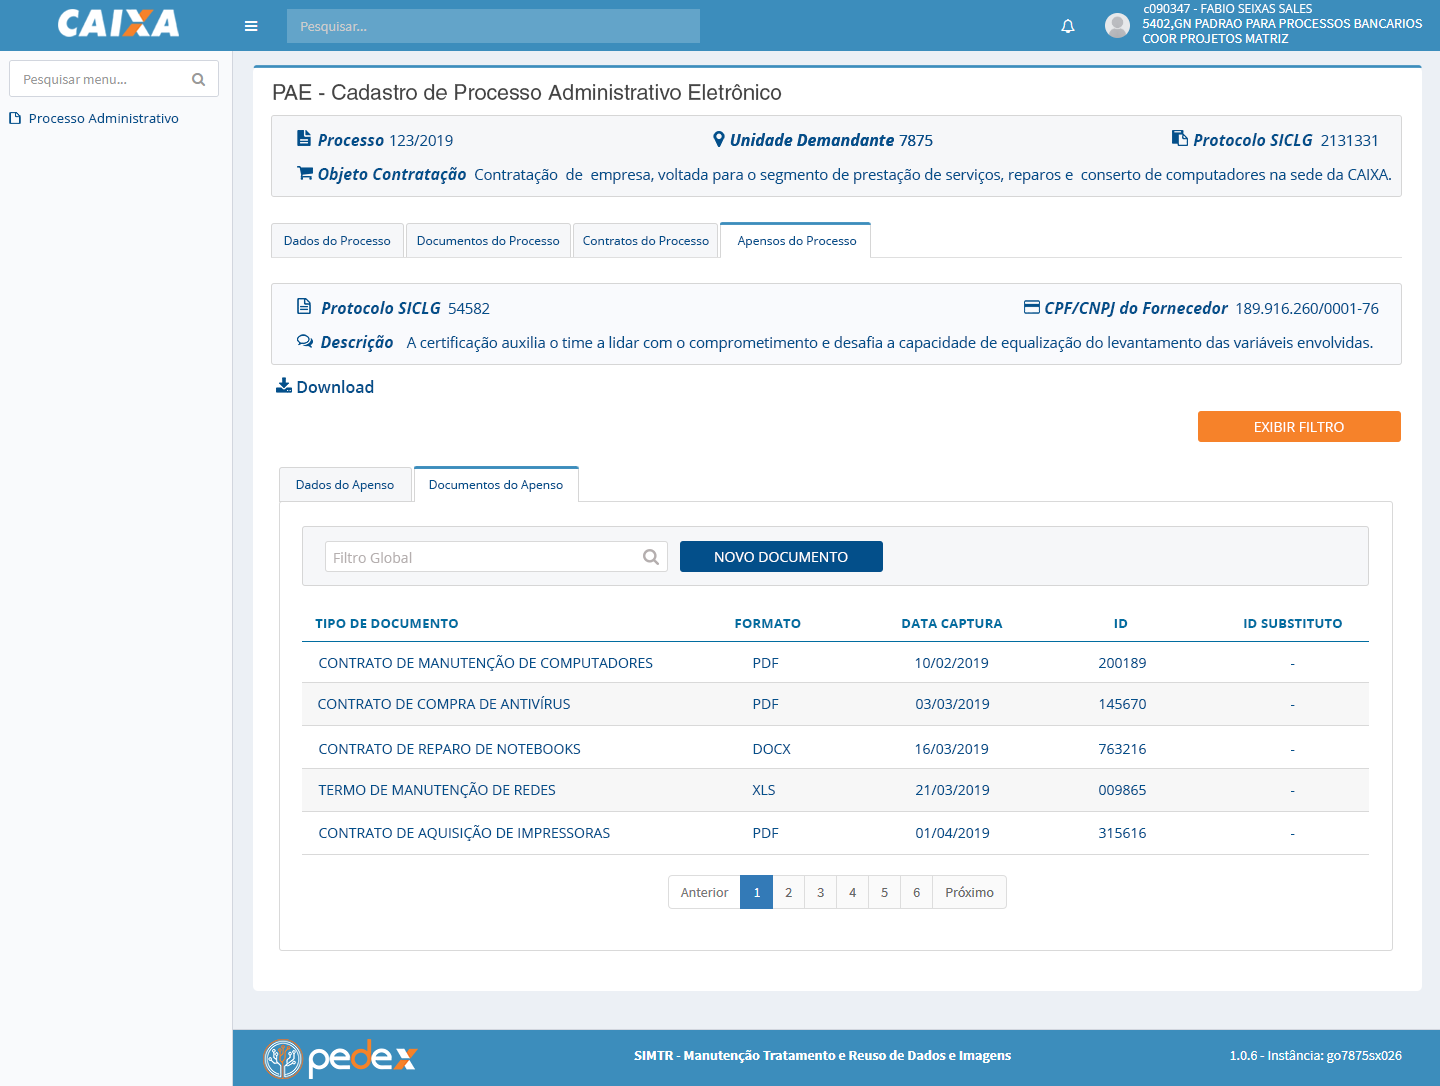 CAIXA
Pesquisar...
c090347 - FABIO SEIXAS SALES
5402,GN PADRAO PARA PROCESSOS BANCARIOS
COOR PROJETOS MATRIZ
Pesquisar menu...
Processo Administrativo
PAE - Cadastro de Processo Administrativo Eletrônico
Processo 123/2019 Unidade Demandante 7875 Protocolo SICLG 2131331
Objeto Contratação Contratação de empresa, voltada para o segmento de prestação de serviços, reparos e conserto de computadores na sede da CAIXA.
Dados do Processo Documentos do Processo Contratos do Processo Apensos do Processo
Protocolo SICLG 54582 CPF/CNPJ do Fornecedor 189.916.260/0001-76
Descrição A certificação auxilia o time a lidar com o comprometimento e desafia a capacidade de equalização do levantamento das variáveis envolvidas.
Download
EXIBIR FILTRO
Dados do Apenso Documentos do Apenso
Filtro Global NOVO DOCUMENTO
TIPO DE DOCUMENTO FORMATO DATA CAPTURA ID ID SUBSTITUTO
CONTRATO DE MANUTENÇÃO DE COMPUTADORES PDF 10/02/2019 200189 -
CONTRATO DE COMPRA DE ANTIVÍRUS PDF 03/03/2019 145670 -
CONTRATO DE REPARO DE NOTEBOOKS DOCX 16/03/2019 763216 -
TERMO DE MANUTENÇÃO DE REDES XLS 21/03/2019 009865 -
CONTRATO DE AQUISIÇÃO DE IMPRESSORAS PDF 01/04/2019 315616 -
Anterior 1 2 3 4 5 6 Próximo
pedex SIMTR - Manutenção Tratamento e Reuso de Dados e Imagens 1.0.6 - Instância: go7875sx026